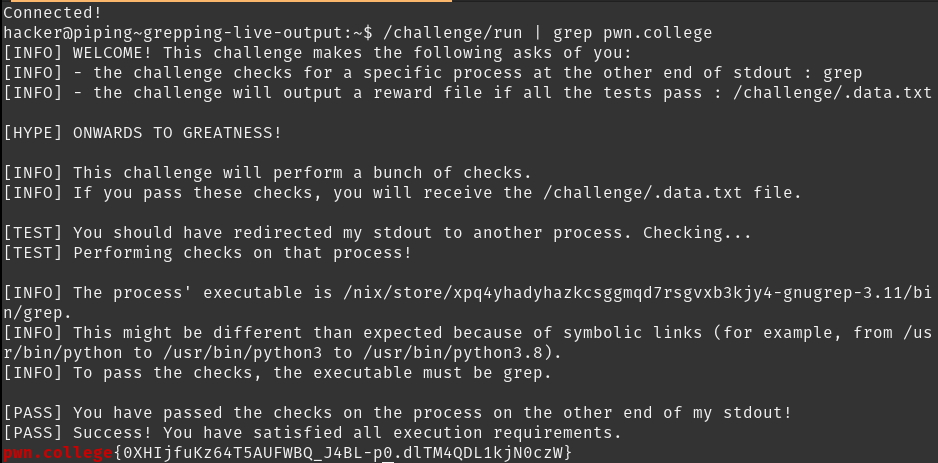 Connected!
hacker@piping~grepping-live-output:~$ /challenge/run | grep pwn.college
[INFO] WELCOME! This challenge makes the following asks of you:
[INFO] - the challenge checks for a specific process at the other end of stdout : grep
[INFO] - the challenge will output a reward file if all the tests pass : /challenge/.data.txt
[HYPE] ONWARDS TO GREATNESS!
[INFO] This challenge will perform a bunch of checks.
[INFO] If you pass these checks, you will receive the /challenge/.data.txt file.
[TEST] You should have redirected my stdout to another process. Checking...
[TEST] Performing checks on that process!
[INFO] The process' executable is /nix/store/xpq4yhadyhazkcsggmqd7rsgvxb3kjy4-gnugrep-3.11/bi
n/grep.
[INFO] This might be different than expected because of symbolic links (for example, from /us
r/bin/python to /usr/bin/python3 to /usr/bin/python3.8).
[INFO] To pass the checks, the executable must be grep.
[PASS] You have passed the checks on the process on the other end of my stdout!
[PASS] Success! You have satisfied all execution requirements.
pwn.college{0XHIjfuKz64T5AUFWBQ_J4BL-p0.dlTM4QDL1kjN0czW}